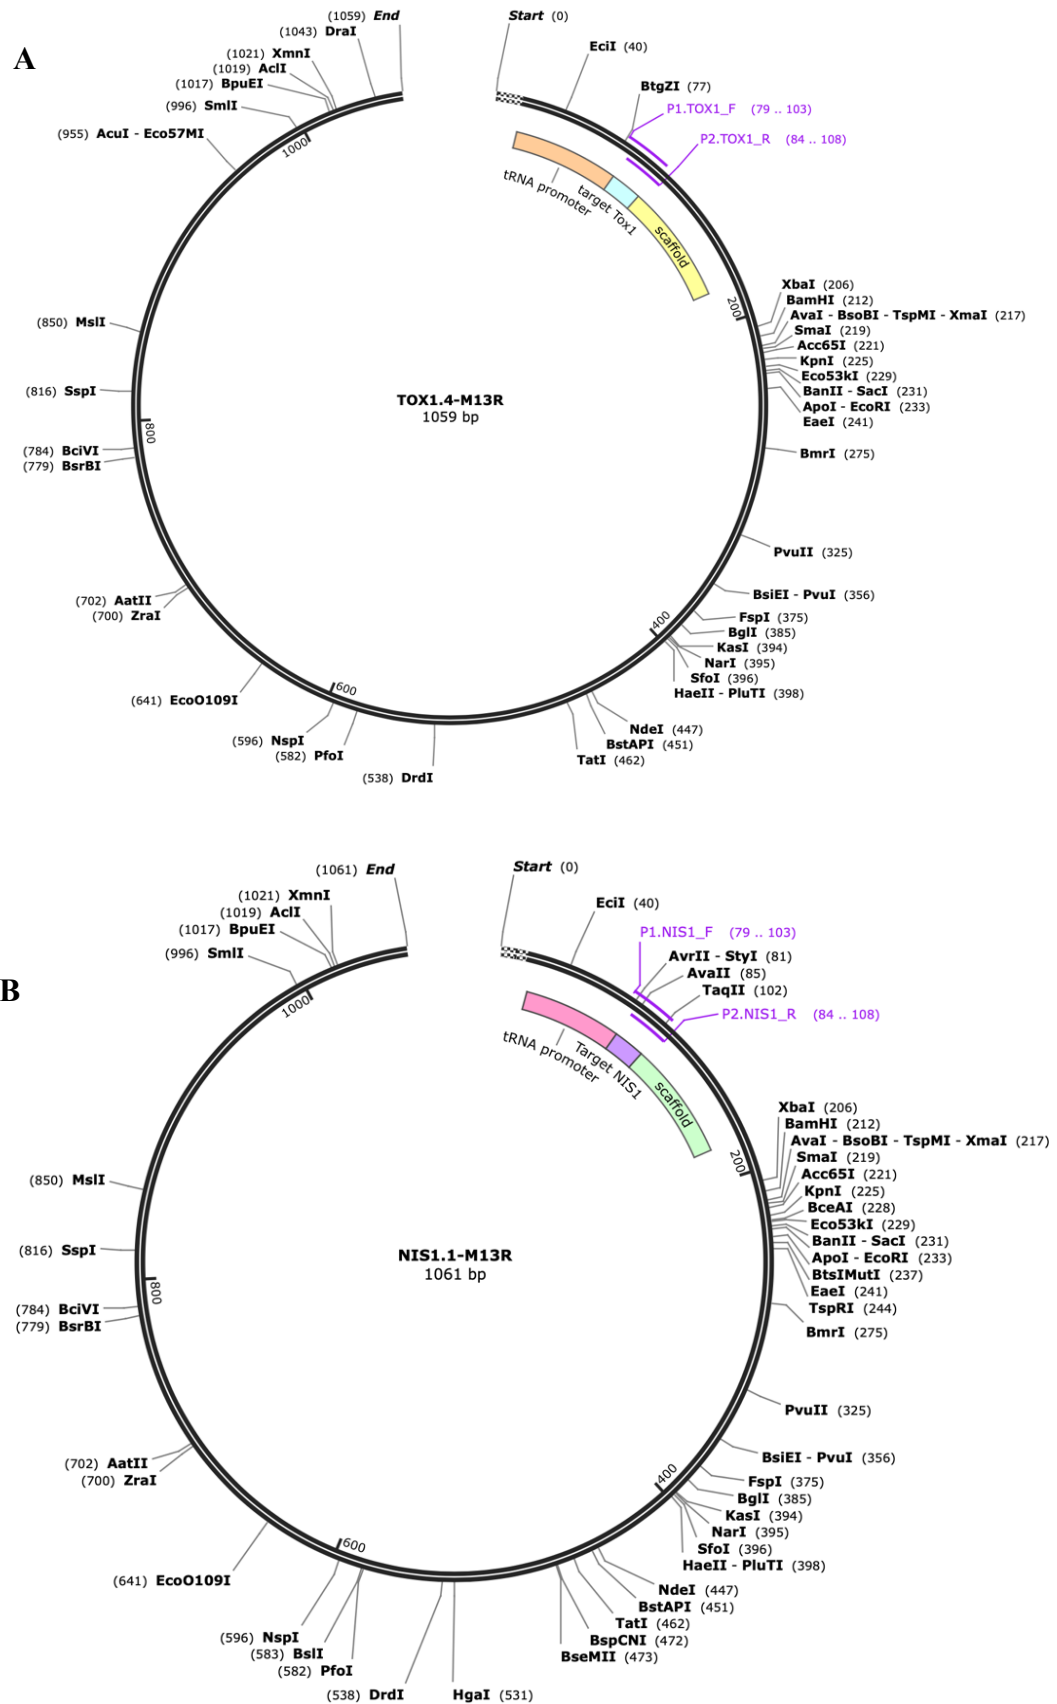 A
(1059) End
Start (0)
(1043) DraI
(1021) XmnI
(1019) AclI
(1017) BpuEI
(996) SmlI
(955) AcuI - Eco57MI
EciI (40)
BtgZI (77)
P1.TOX1_F (79 .. 103)
P2.TOX1_R (84 .. 108)
1000
tRNA promoter
target Tox1
scaffold
200
XbaI (206)
BamHI (212)
AvaI - BsoBI - TspMI - XmaI (217)
SmaI (219)
Acc65I (221)
KpnI (225)
Eco53kI (229)
BanII - SacI (231)
ApoI - EcoRI (233)
EaeI (241)
BmrI (275)
(850) MslI
(816) SspI
800
(784) BciVI
(779) BsrBI
TOX1.4-M13R
1059 bp
PvuII (325)
BsiEI - PvuI (356)
FspI (375)
BglI (385)
KasI (394)
NarI (395)
SfoI (396)
HaeII - PluTI (398)
400
(702) AatII
(700) ZraI
(641) EcoO109I
600
(596) NspI
(582) PfoI
(538) DrdI
NdeI (447)
BstAPI (451)
TatI (462)
B
(1061) End
Start (0)
(1021) XmnI
(1019) AclI
(1017) BpuEI
(996) SmlI
EciI (40)
P1.NIS1_F (79 .. 103)
AvrII - StyI (81)
AvaII (85)
TaqII (102)
P2.NIS1_R (84 .. 108)
1000
tRNA promoter
Target NIS1
scaffold
200
XbaI (206)
BamHI (212)
AvaI - BsoBI - TspMI - XmaI (217)
SmaI (219)
Acc65I (221)
KpnI (225)
BceAI (228)
Eco53kI (229)
BanII - SacI (231)
ApoI - EcoRI (233)
BtsIMutI (237)
EaeI (241)
TspRI (244)
BmrI (275)
(850) MslI
(816) SspI
800
(784) BciVI
(779) BsrBI
NIS1.1-M13R
1061 bp
PvuII (325)
BsiEI - PvuI (356)
FspI (375)
BglI (385)
KasI (394)
NarI (395)
SfoI (396)
HaeII - PluTI (398)
400
(702) AatII
(700) ZraI
(641) EcoO109I
600
(596) NspI
(583) BslI
(582) PfoI
(538) DrdI
HgaI (531)
NdeI (447)
BstAPI (451)
TatI (462)
BspCNI (472)
BseMII (473)